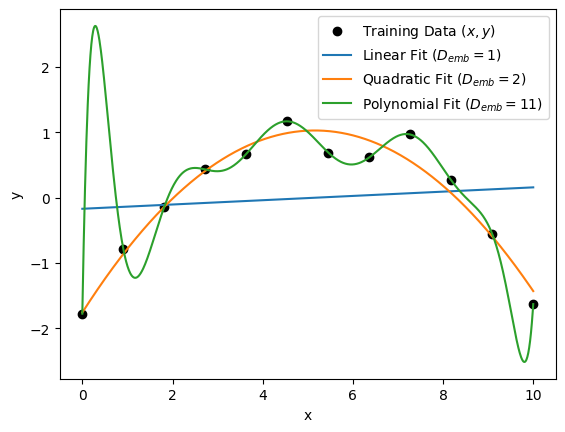 Training Data (x, y)
Linear Fit (D_emb = 1)
Quadratic Fit (D_emb = 2)
Polynomial Fit (D_emb = 11)
2
1
0
−1
−2
y
0 2 4 6 8 10
x